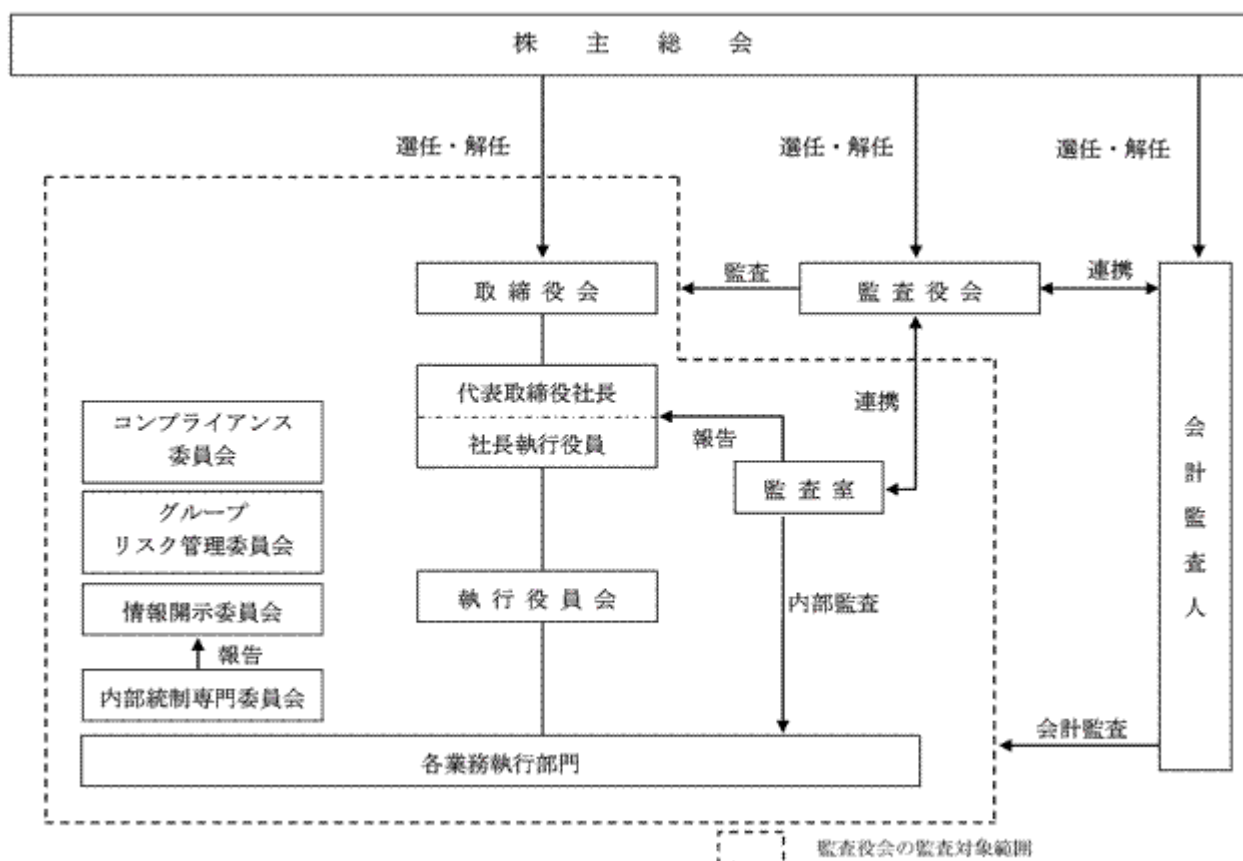 株主総会
選任・解任
選任・解任
選任・解任
取締役会
監査
監査役会
連携
会計監査人
代表取締役社長
社長執行役員
報告
連携
監査室
コンプライアンス
委員会
グループ
リスク管理委員会
情報開示委員会
報告
内部統制専門委員会
執行役員会
内部監査
会計監査
各業務執行部門
監査役会の監査対象範囲